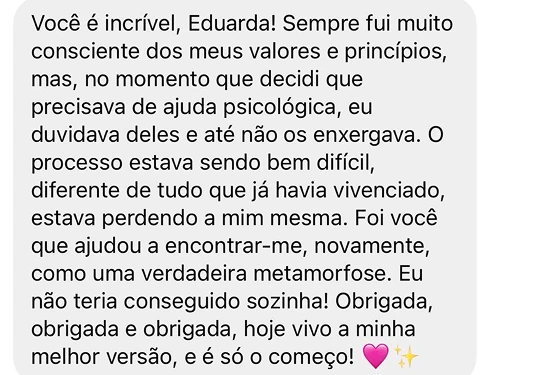 Você é incrível, Eduarda! Sempre fui muito
consciente dos meus valores e princípios,
mas, no momento que decidi que
precisava de ajuda psicológica, eu
duvidava deles e até não os enxergava. O
processo estava sendo bem difícil,
diferente de tudo que já havia vivenciado,
estava perdendo a mim mesma. Foi você
que ajudou a encontrar-me, novamente,
como uma verdadeira metamorfose. Eu
não teria conseguido sozinha! Obrigada,
obrigada e obrigada, hoje vivo a minha
melhor versão, e é só o começo! 🩷✨